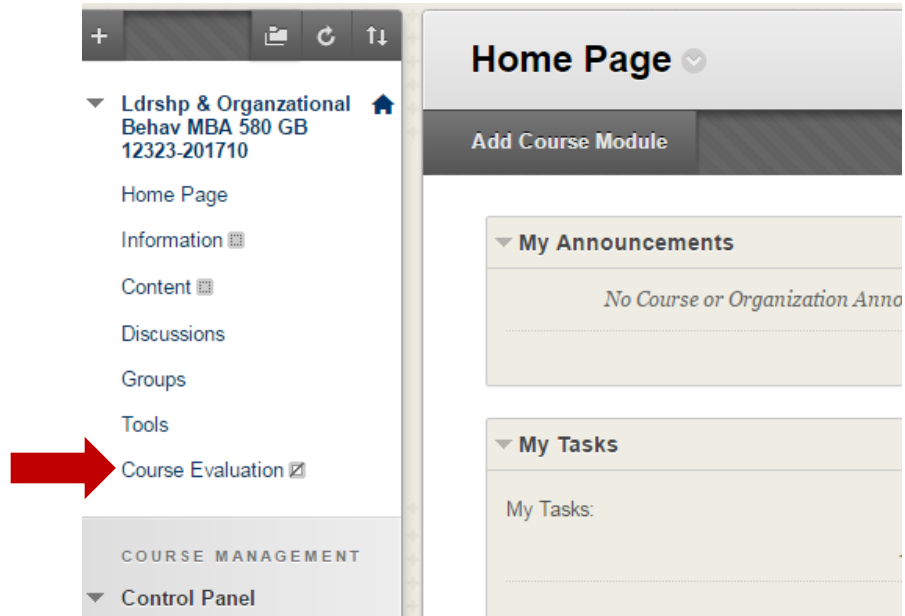 Ldrshp & Organzational
Behav MBA 580 GB
12323-201710
Home Page
Information
Content
Discussions
Groups
Tools
Course Evaluation
COURSE MANAGEMENT
Control Panel
Home Page
Add Course Module
My Announcements
No Course or Organization
My Tasks
My Tasks: